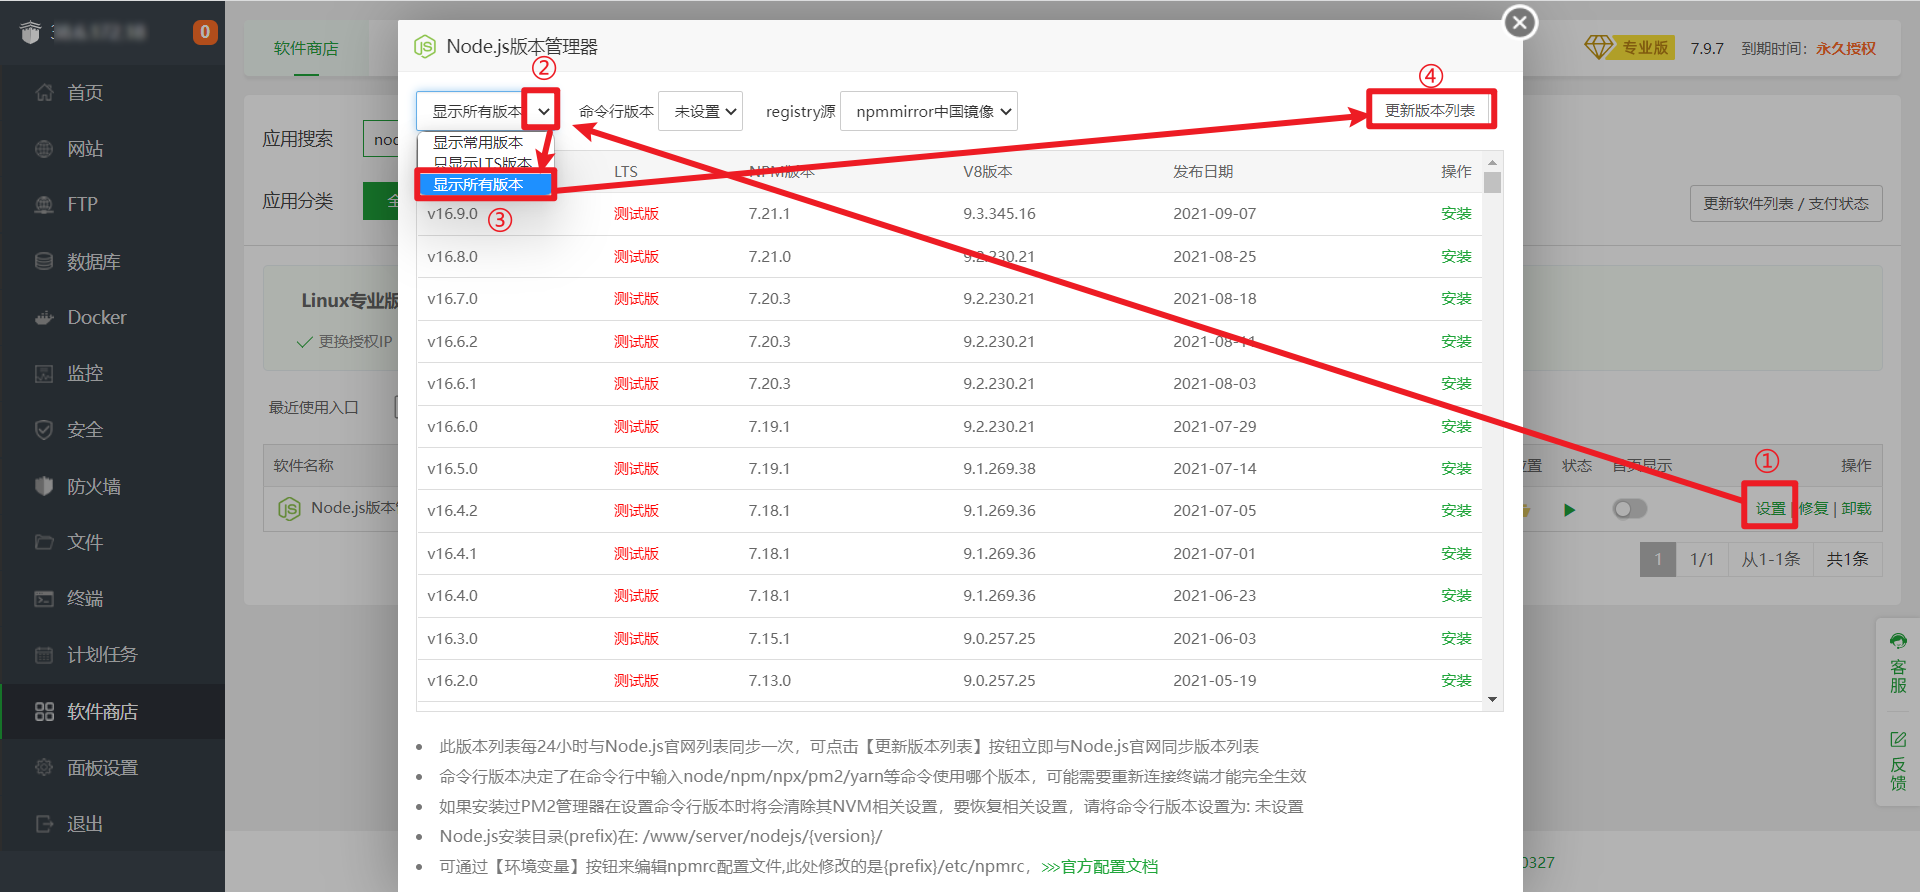 0
首页
网站
FTP
数据库
Docker
监控
安全
防火墙
文件
终端
计划任务
软件商店
面板设置
退出
软件商店
专业版 7.9.7 到期时间: 永久授权
应用搜索 nod
应用分类 全
更新软件列表 / 支付状态
Linux专业版
更换授权IP
最近使用入口
软件名称
Node.js版本
位置 状态 首页显示 操作
①
设置 | 修复 | 卸载
1 1/1 从1-1条 共1条
客服
反馈
0327
Node.js版本管理器
②
④
显示所有版本 命令行版本 未设置 registry源 npmmirror中国镜像 更新版本列表
显示常用版本
只显示LTS版本
显示所有版本
③
LTS NPM版本 V8版本 发布日期 操作
v16.9.0 测试版 7.21.1 9.3.345.16 2021-09-07 安装
v16.8.0 测试版 7.21.0 9.2.230.21 2021-08-25 安装
v16.7.0 测试版 7.20.3 9.2.230.21 2021-08-18 安装
v16.6.2 测试版 7.20.3 9.2.230.21 2021-08-11 安装
v16.6.1 测试版 7.20.3 9.2.230.21 2021-08-03 安装
v16.6.0 测试版 7.19.1 9.2.230.21 2021-07-29 安装
v16.5.0 测试版 7.19.1 9.1.269.38 2021-07-14 安装
v16.4.2 测试版 7.18.1 9.1.269.36 2021-07-05 安装
v16.4.1 测试版 7.18.1 9.1.269.36 2021-07-01 安装
v16.4.0 测试版 7.18.1 9.1.269.36 2021-06-23 安装
v16.3.0 测试版 7.15.1 9.0.257.25 2021-06-03 安装
v16.2.0 测试版 7.13.0 9.0.257.25 2021-05-19 安装
此版本列表每24小时与Node.js官网列表同步一次，可点击【更新版本列表】按钮立即与Node.js官网同步版本列表
命令行版本决定了在命令行中输入node/npm/npx/pm2/yarn等命令使用哪个版本，可能需要重新连接终端才能完全生效
如果安装过PM2管理器在设置命令行版本时将会清除其NVM相关设置，要恢复相关设置，请将命令行版本设置为: 未设置
Node.js安装目录(prefix)在: /www/server/nodejs/{version}/
可通过【环境变量】按钮来编辑npmrc配置文件,此处修改的是{prefix}/etc/npmrc，>>>官方配置文档